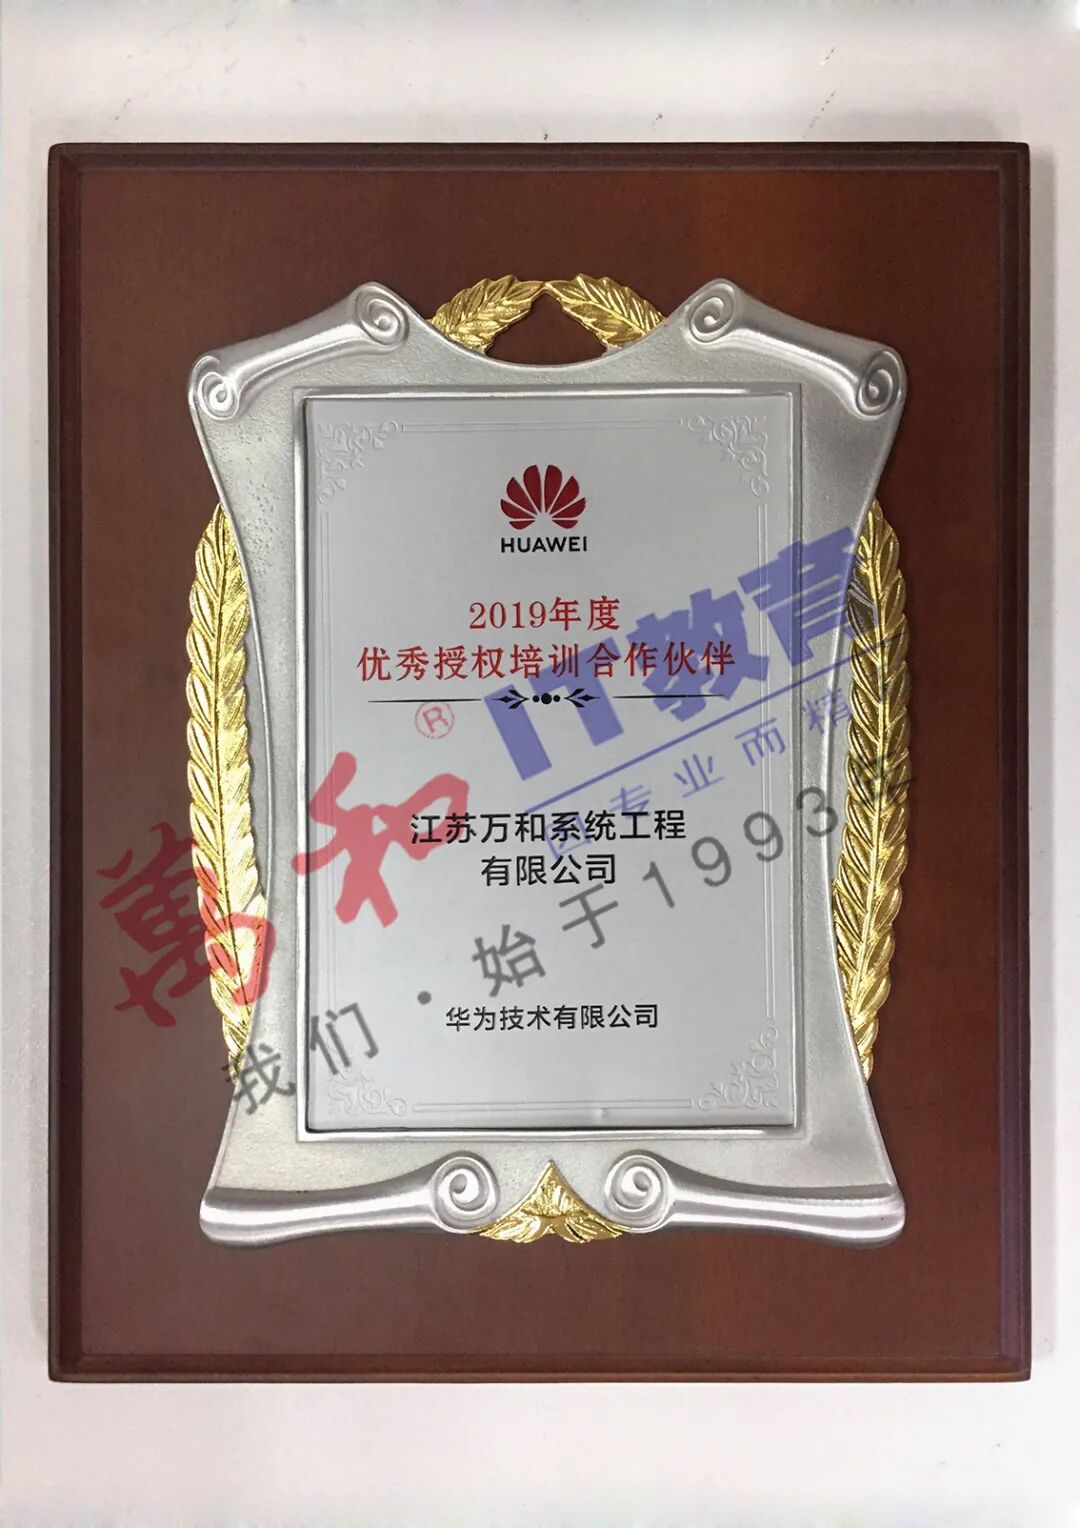 HUAWEI
2019年度
优秀授权培训合作伙伴
江苏万和系统工程
有限公司
华为技术有限公司
萬和®IT教育
因专业而精
我们·始于1993年